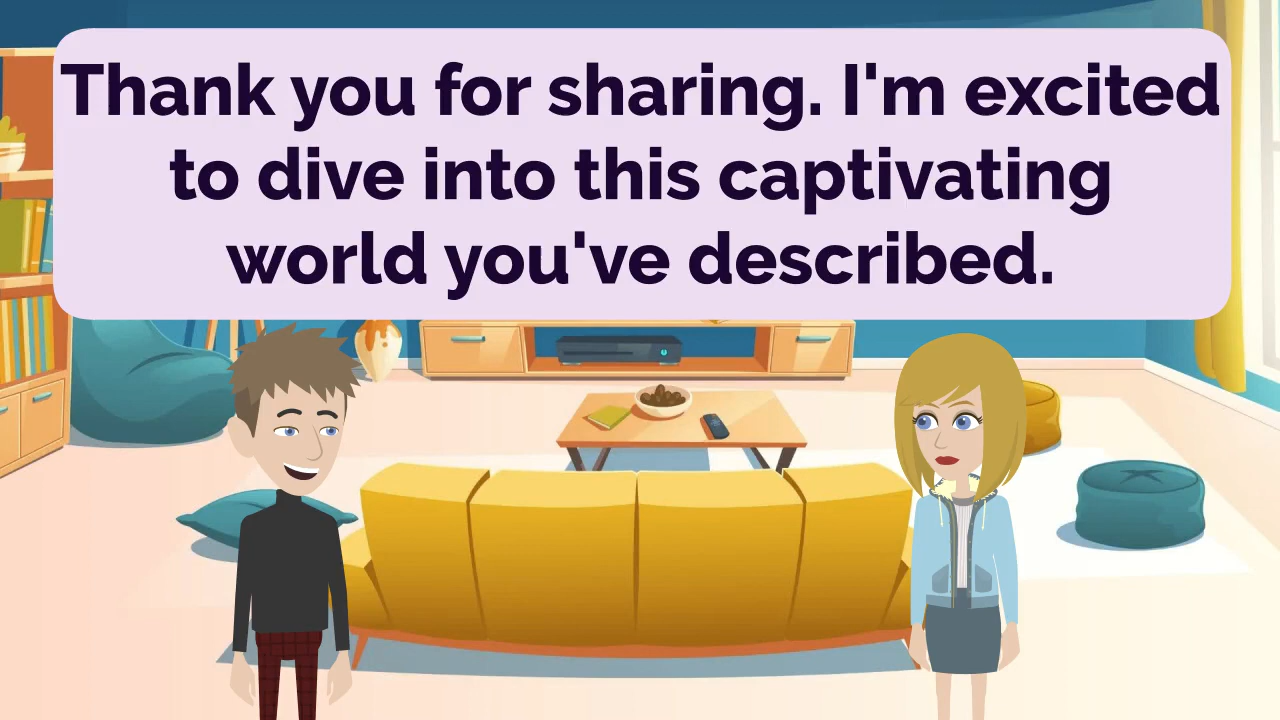 Thank you for sharing. I'm excited
to dive into this captivating
world you've described.